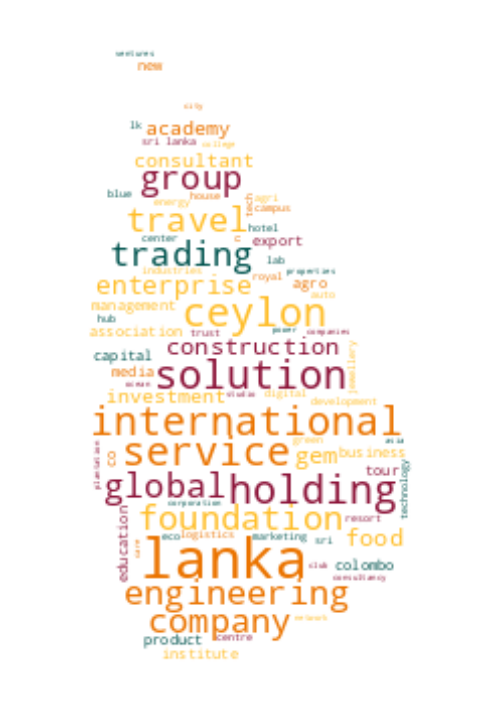 ventures
new
city
lk academy
sri lanka college
consultant
group
blue house tech agri
energy campus
travel
center c hotel
trading export
lab
industries properties
enterprise royal agro
auto
management
ceylon
hub
association trust power companies
construction
capital jewellery
media solution
ocean
investment studio digital development
international
green asia
co service gem business
plantation tour technology
global holding
corporation
foundation resort
education eco logistics marketing sri food
care lanka club colombo
consultancy
engineering
company network
product centre
institute